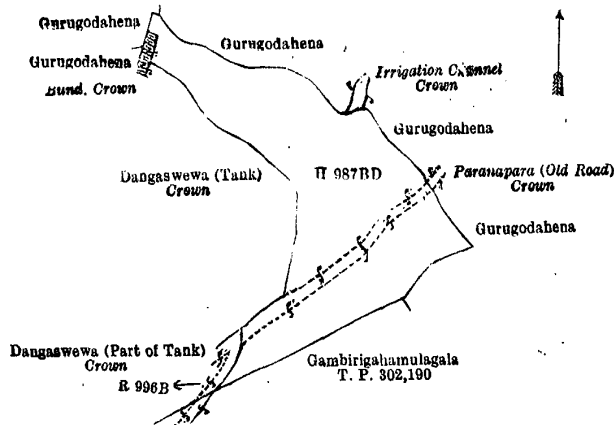 Gurugodahena
Gurugodahena
Gurugodahena
Bund, Crown
Irrigation Channel
Crown
Gurugodahena
Dangaswewa (Tank)
Crown
H 987BD
Paranapara (Old Road)
Crown
Gurugodahena
Dangaswewa (Part of Tank)
Crown
R 996B
Gambirigahamulagala
T. P. 302,190